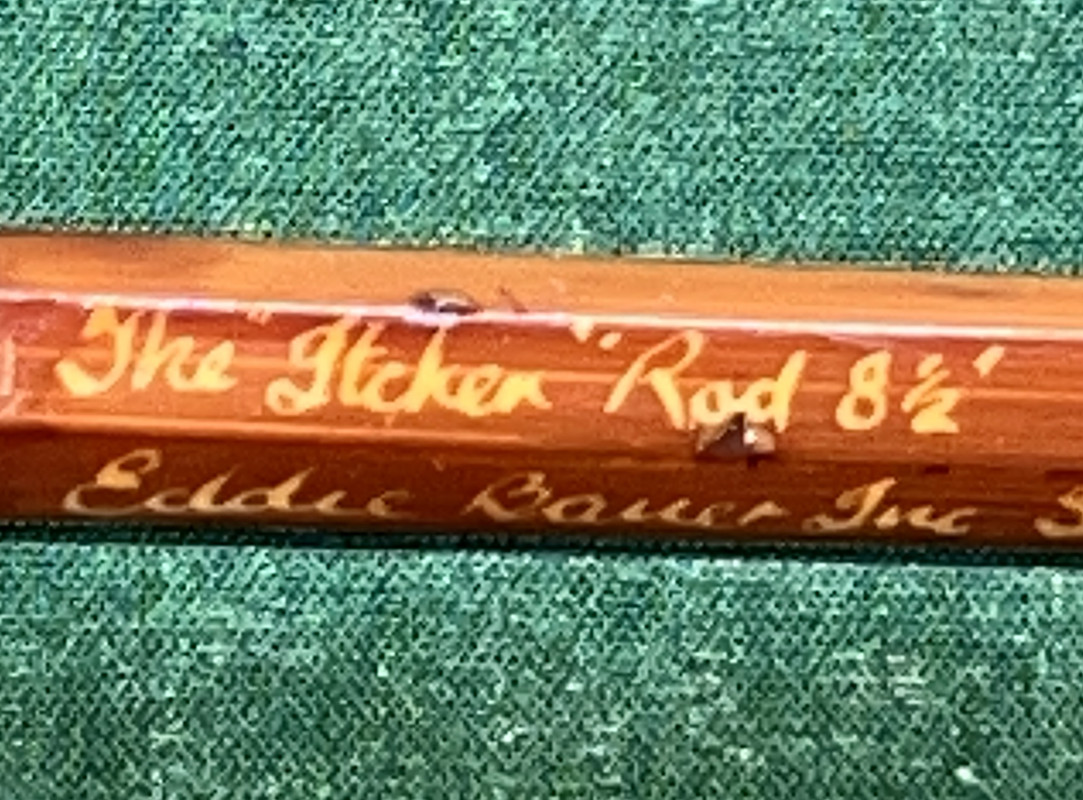 The "Itchen" Rod 8½'
Eddie Bauer Inc S